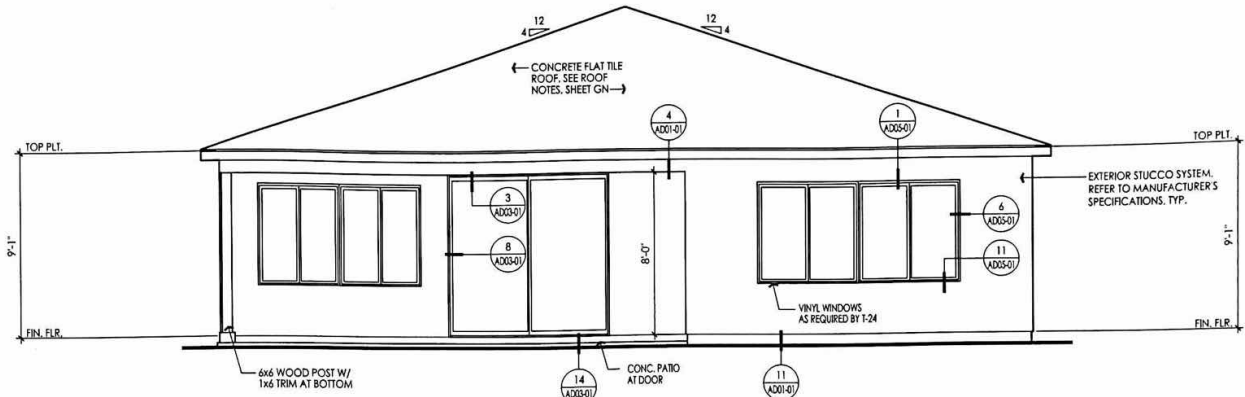 12
4
12
4
CONCRETE FLAT TILE
ROOF. SEE ROOF
NOTES. SHEET GN
4
AD01-01
1
AD05-01
TOP PLT.
TOP PLT.
EXTERIOR STUCCO SYSTEM.
REFER TO MANUFACTURER'S
SPECIFICATIONS. TYP.
3
AD03-01
6
AD05-01
8
AD03-01
11
AD05-01
9'-1"
8'-0"
9'-1"
VINYL WINDOWS
AS REQUIRED BY T-24
FIN. FLR.
FIN. FLR.
6x6 WOOD POST W/
1x6 TRIM AT BOTTOM
14
AD03-01
CONC. PATIO
AT DOOR
11
AD01-01